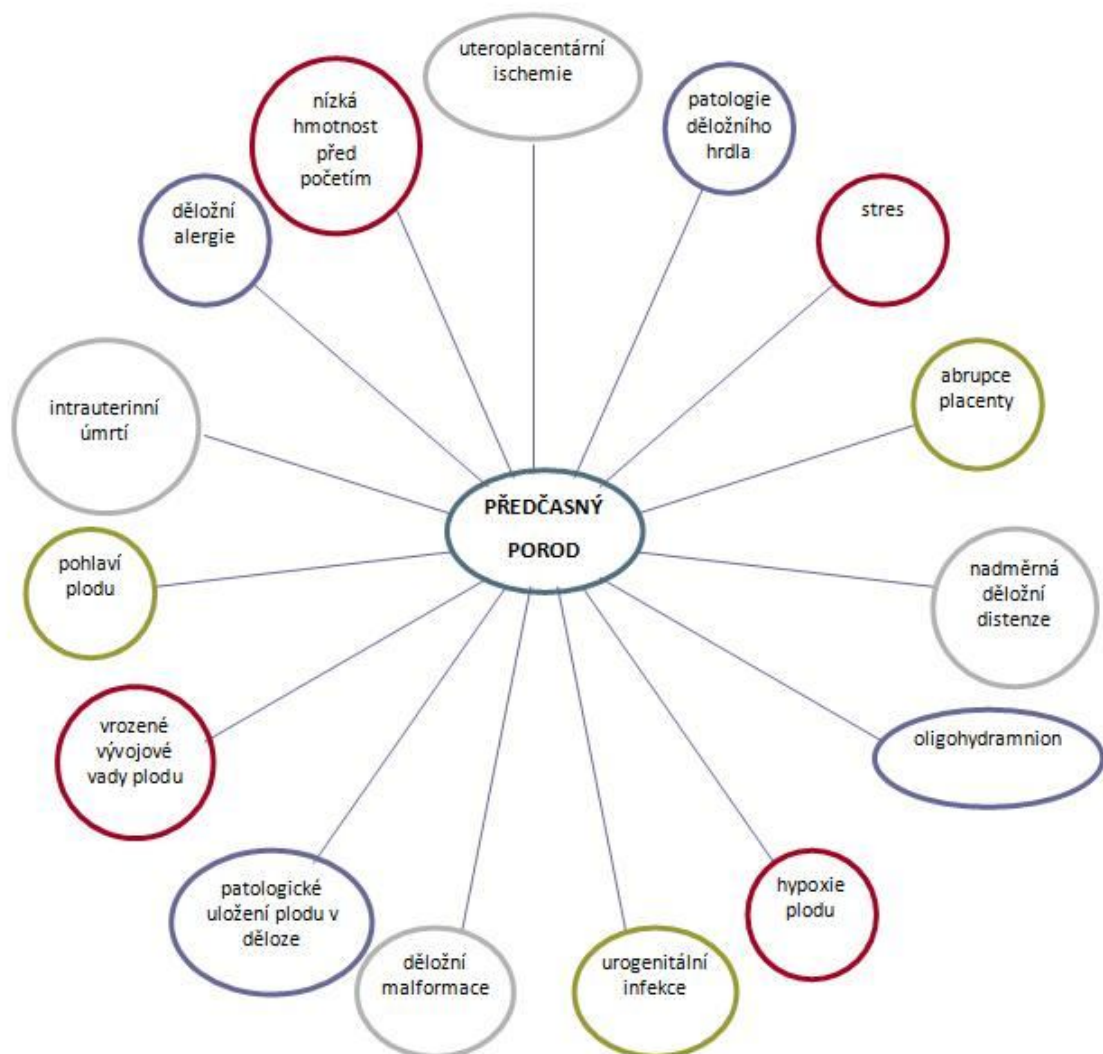 uteroplacentární
ischemie
patologie
děložního
hrdla
stres
abrupce
placenty
nadměrná
děložní
distenze
oligohydramnion
hypoxie
plodu
urogenitální
infekce
děložní
malformace
patologické
uložení plodu v
děloze
vrozené
vývojové
vady plodu
pohlaví
plodu
intrauterinní
úmrtí
děložní
alergie
nízká
hmotnost
před
početím
PŘEDČASNÝ
POROD